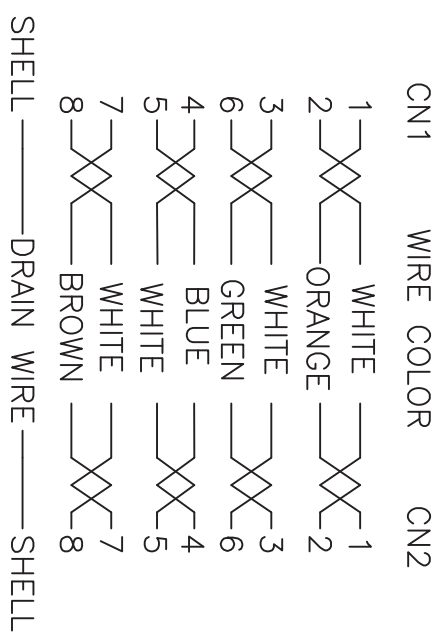 CN1 WIRE COLOR CN2
1 WHITE 1
2 ORANGE 2
3 WHITE 3
6 GREEN 6
4 BLUE 4
5 WHITE 5
7 WHITE 7
8 BROWN 8
SHELL DRAIN WIRE SHELL